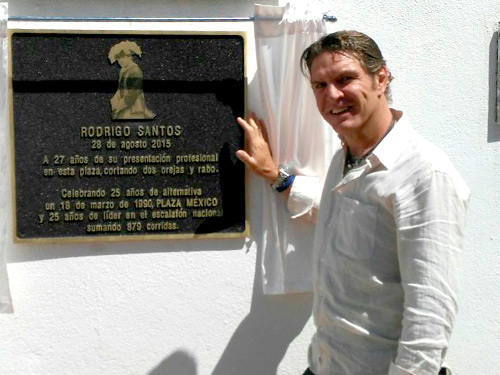 RODRIGO SANTOS
28 de agosto 2015
A 27 años de su presentación profesional
en esta plaza, cortando dos orejas y rabo.
Celebrando 25 años de alternativa
en 18 de marzo de 1990, PLAZA MÉXICO
y 25 años de líder en el escalafón nacional
sumando 879 corridas.